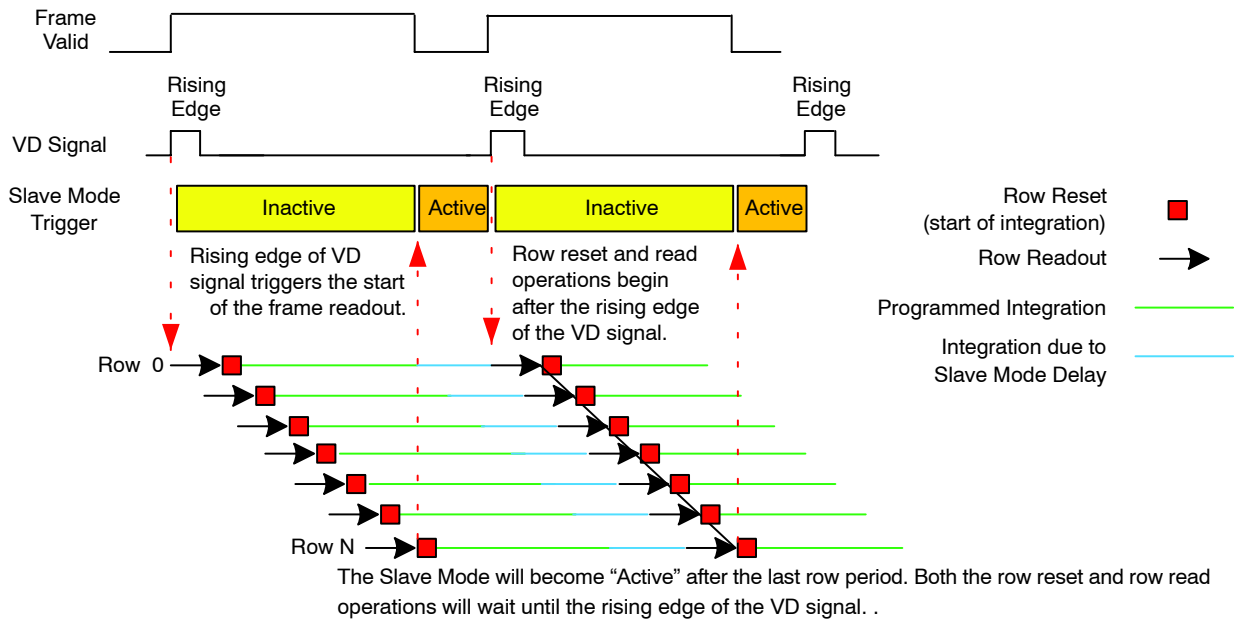 Frame
Valid
Rising
Edge
Rising
Edge
Rising
Edge
VD Signal
Slave Mode
Trigger
Inactive
Active
Inactive
Active
Row Reset
(start of integration)
Row Readout
Programmed Integration
Integration due to
Slave Mode Delay
Rising edge of VD
signal triggers the start
of the frame readout.
Row reset and read
operations begin
after the rising edge
of the VD signal.
Row 0
Row N
The Slave Mode will become “Active” after the last row period. Both the row reset and row read
operations will wait until the rising edge of the VD signal. .